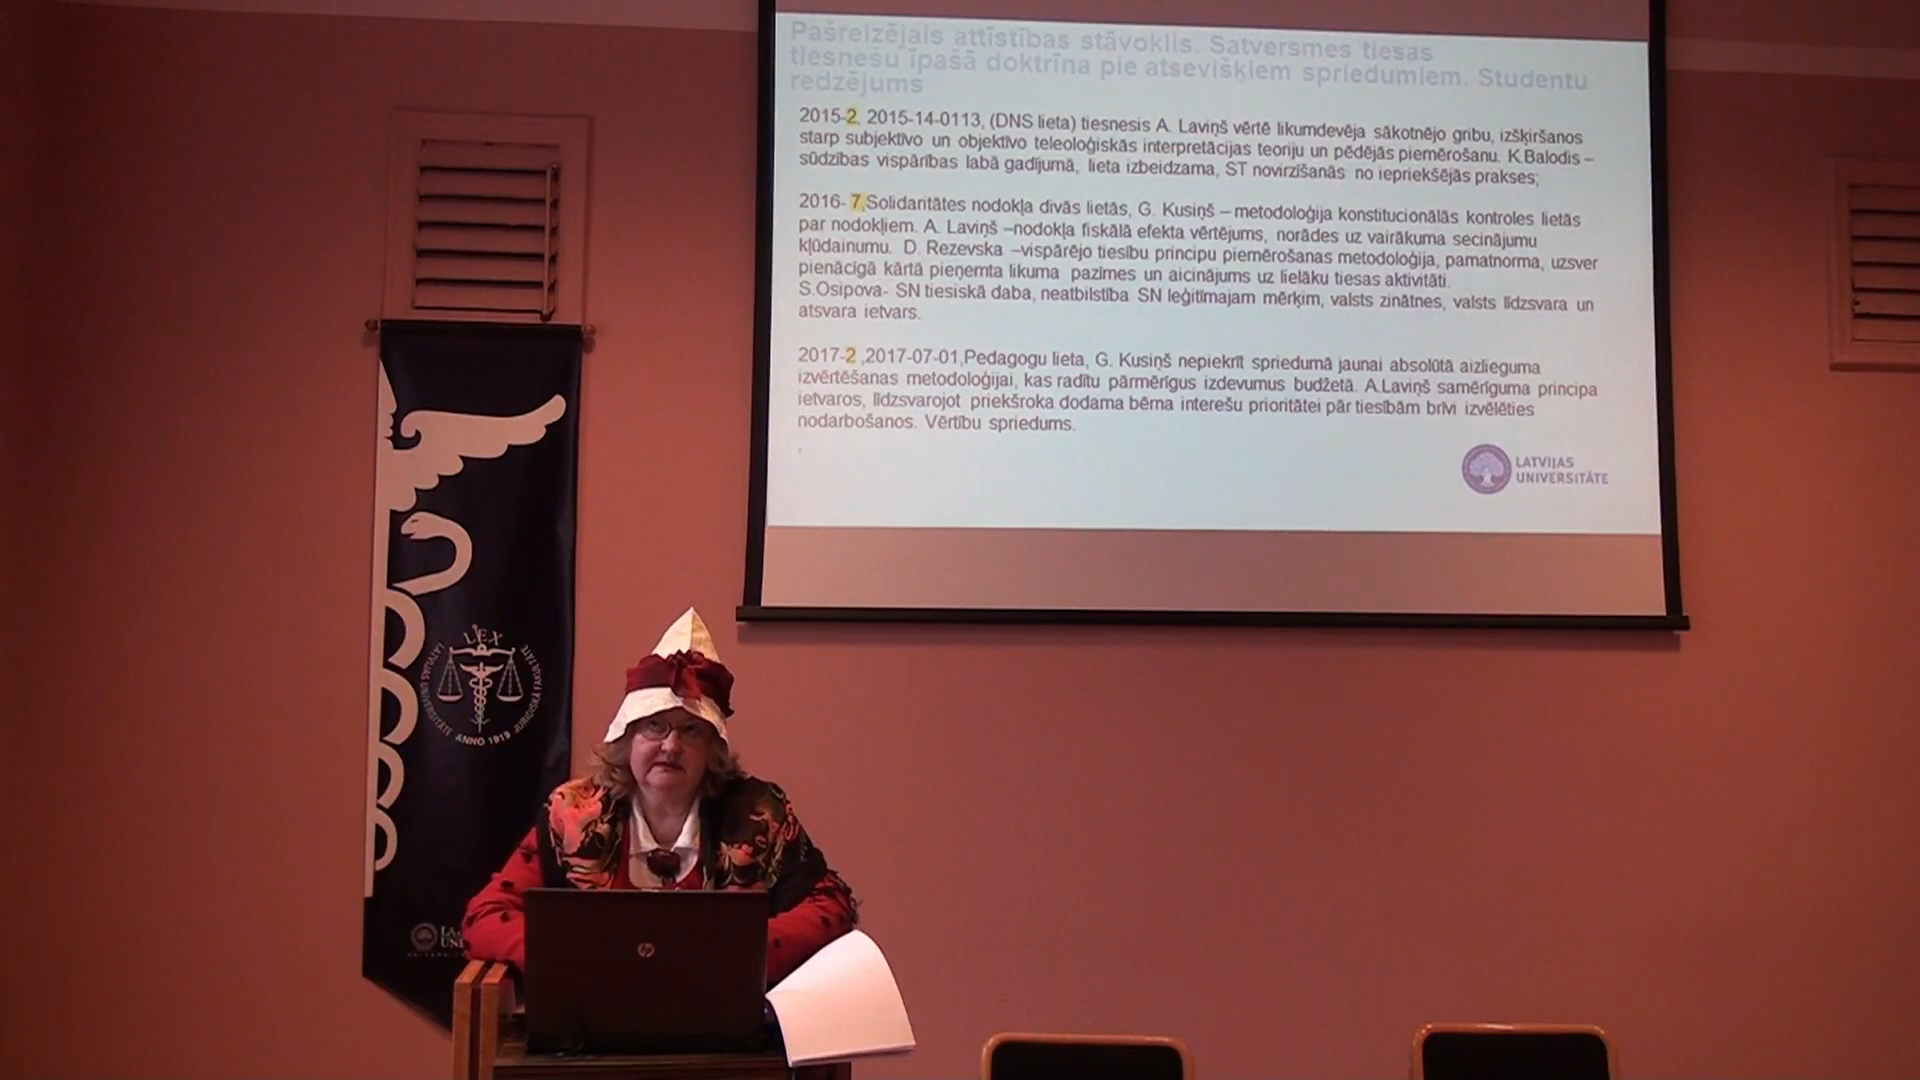 Pašreizējais attīstības stāvoklis. Satversmes tiesas
tiesnešu īpašā doktrīna pie atsevišķiem spriedumiem. Studentu
redzējums
2015-2, 2015-14-0113, (DNS lieta) tiesnesis A. Laviņš vērtē likumdevēja sākotnējo gribu, izšķiršanos
starp subjektīvo un objektīvo teleoloģiskās interpretācijas teoriju un pēdējās piemērošanu. K.Balodis –
sūdzības vispārības labā gadījumā, lieta izbeidzama, ST novirzīšanās no iepriekšējās prakses;
2016- 7,Solidaritātes nodokļa divās lietās, G. Kusiņš – metodoloģija konstitucionālās kontroles lietās
par nodokļiem. A. Laviņš –nodokļa fiskālā efekta vērtējums, norādes uz vairākuma secinājumu
kļūdainumu. D. Rezevska –vispārējo tiesību principu piemērošanas metodoloģija, pamatnorma, uzsver
pienācīgā kārtā pieņemta likuma pazīmes un aicinājums uz lielāku tiesas aktivitāti.
S.Osipova- SN tiesiskā daba, neatbilstība SN leģitīmajam mērķim, valsts zinātnes, valsts līdzsvara un
atsvara ietvars.
2017-2 ,2017-07-01,Pedagogu lieta, G. Kusiņš nepiekrīt spriedumā jaunai absolūtā aizlieguma
izvērtēšanas metodoloģijai, kas radītu pārmērīgus izdevumus budžetā. A.Laviņš samērīguma principa
ietvaros, līdzsvarojot priekšroka dodama bērna interešu prioritātei pār tiesībām brīvi izvēlēties
nodarbošanos. Vērtību spriedums.
LATVIJAS
UNIVERSITĀTE
LEX
LATVIJAS UNIVERSITĀTE JURIDISKĀ FAKULTĀTE
ANNO 1919
hp